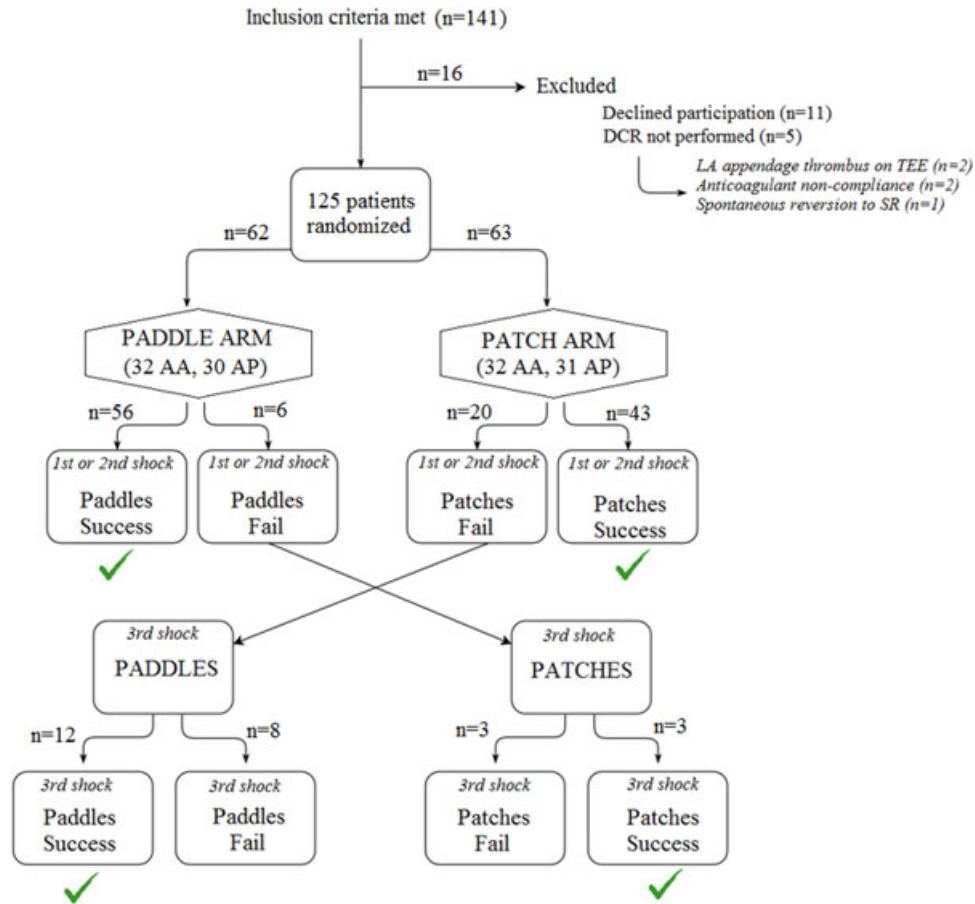 Inclusion criteria met (n=141)
n=16
Excluded
Declined participation (n=11)
DCR not performed (n=5)
LA appendage thrombus on TEE (n=2)
Anticoagulant non-compliance (n=2)
Spontaneous reversion to SR (n=1)
125 patients
randomized
n=62
n=63
PADDLE ARM
(32 AA, 30 AP)
PATCH ARM
(32 AA, 31 AP)
n=56
n=6
n=20
n=43
1st or 2nd shock
Paddles
Success
1st or 2nd shock
Paddles
Fail
1st or 2nd shock
Patches
Fail
1st or 2nd shock
Patches
Success
3rd shock
PADDLES
3rd shock
PATCHES
n=12
n=8
n=3
n=3
3rd shock
Paddles
Success
3rd shock
Paddles
Fail
3rd shock
Patches
Fail
3rd shock
Patches
Success